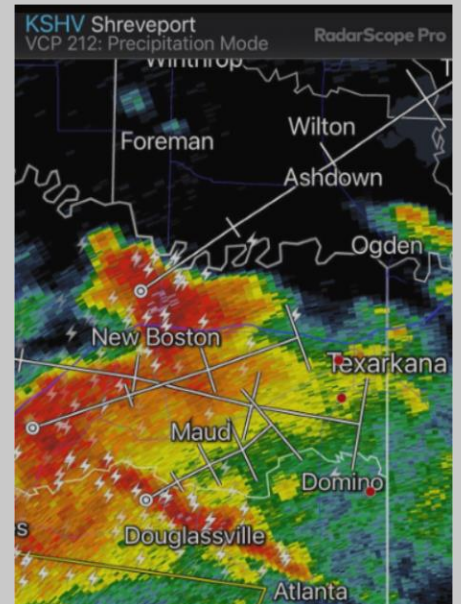 KSHV Shreveport
VCP 212: Precipitation Mode
RadarScope Pro
Winthrop
T
Foreman
Wilton
Ashdown
Ogden
New Boston
Texarkana
Maud
Domino
s
Douglassville
Atlanta